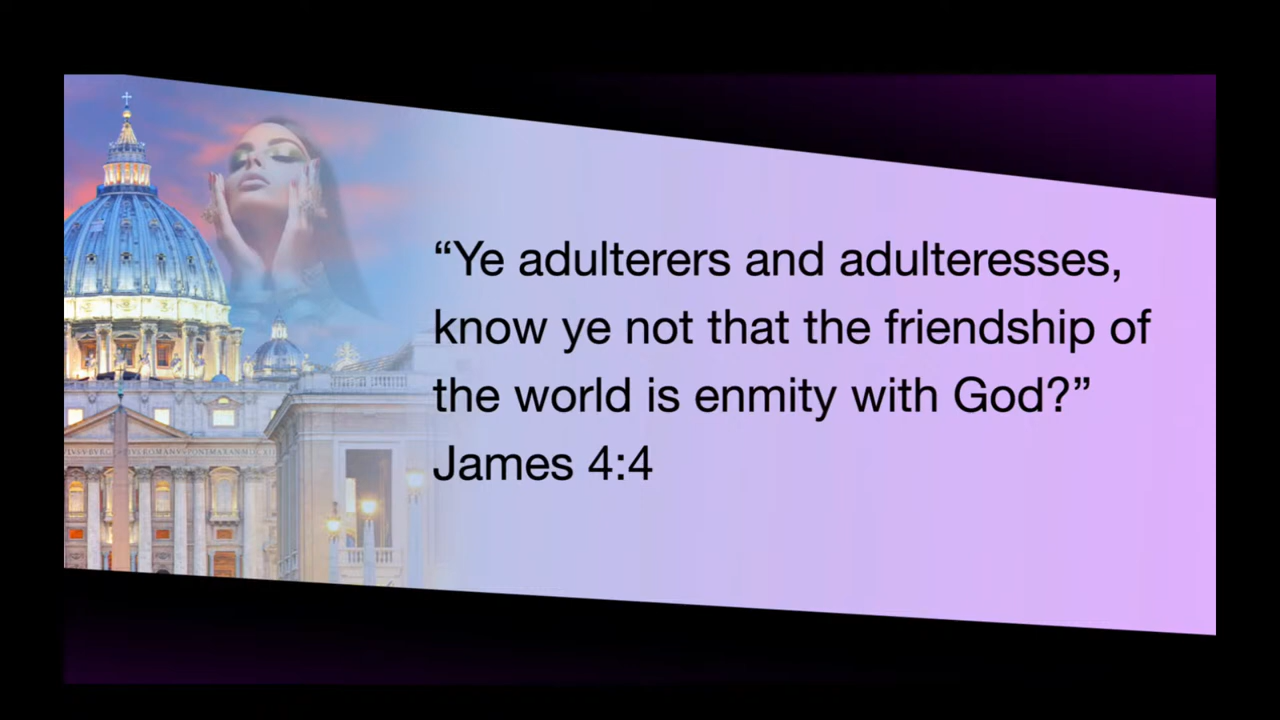 “Ye adulterers and adulteresses,
know ye not that the friendship of
the world is enmity with God?”
James 4:4